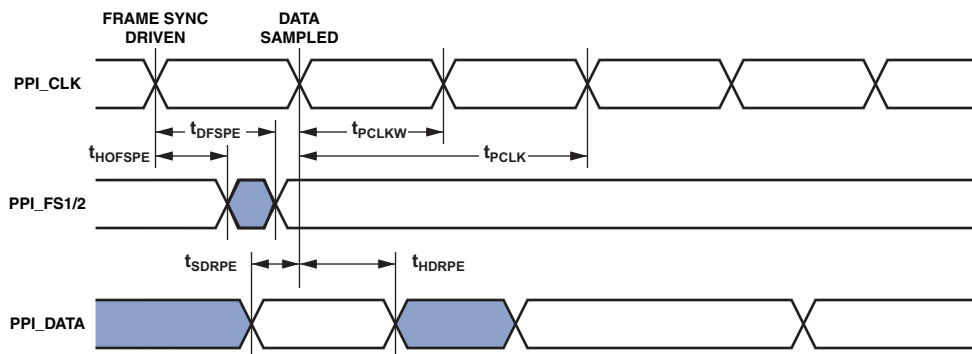 FRAME SYNC
DRIVEN
DATA
SAMPLED
PPI_CLK
tDFSPE
tPCLKW
tHOFSPE
tPCLK
PPI_FS1/2
tSDRPE
tHDRPE
PPI_DATA